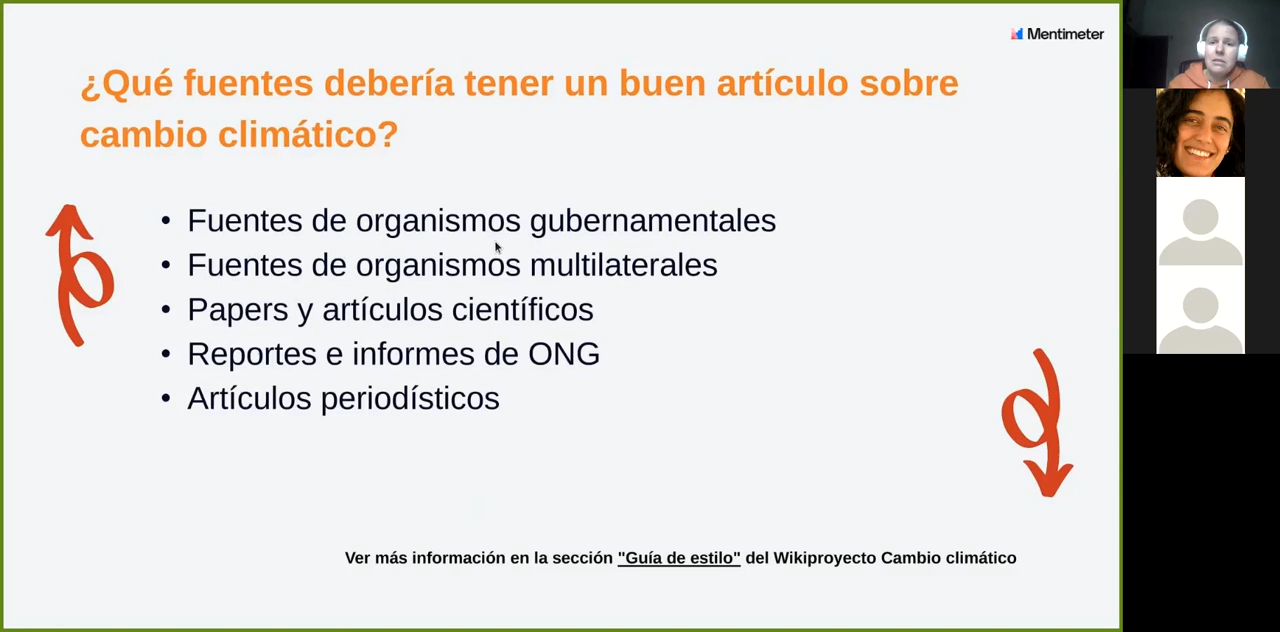 Mentimeter
¿Qué fuentes debería tener un buen artículo sobre
cambio climático?
• Fuentes de organismos gubernamentales
• Fuentes de organismos multilaterales
• Papers y artículos científicos
• Reportes e informes de ONG
• Artículos periodísticos
Ver más información en la sección "Guía de estilo" del Wikiproyecto Cambio climático